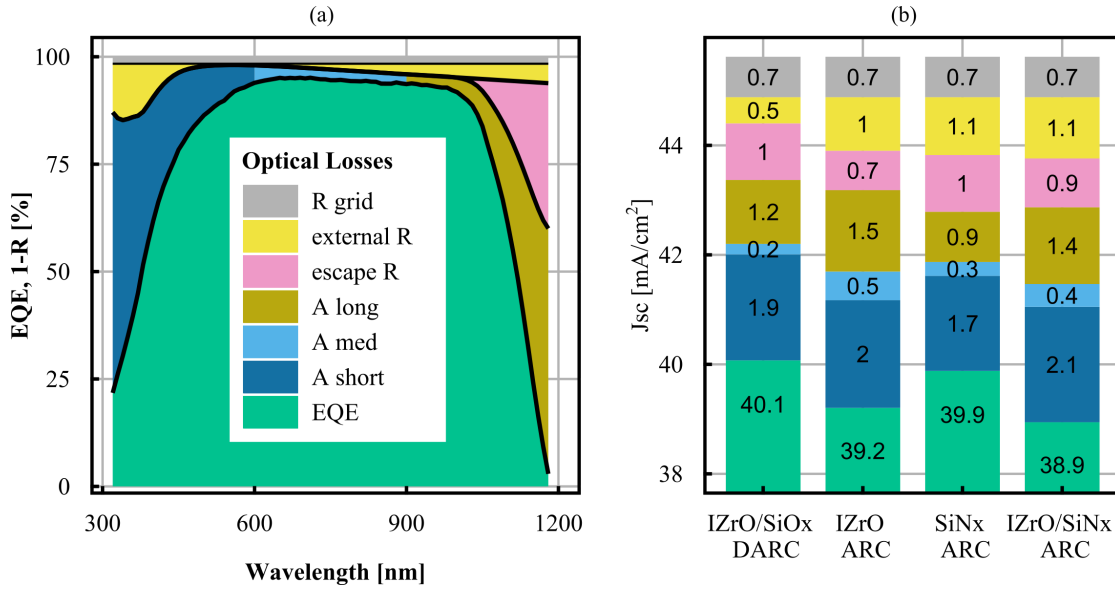 (a)
100
75
50
25
0
EQE, 1-R [%]
Optical Losses
R grid
external R
escape R
A long
A med
A short
EQE
300
600
900
1200
Wavelength [nm]
(b)
44
42
40
38
Jsc [mA/cm²]
0.7
0.5
1
1.2
0.2
1.9
40.1
0.7
1
0.7
1.5
0.5
2
39.2
0.7
1.1
1
0.9
0.3
1.7
39.9
0.7
1.1
0.9
1.4
0.4
2.1
38.9
IZrO/SiOx
DARC
IZrO
ARC
SiNx
ARC
IZrO/SiNx
ARC